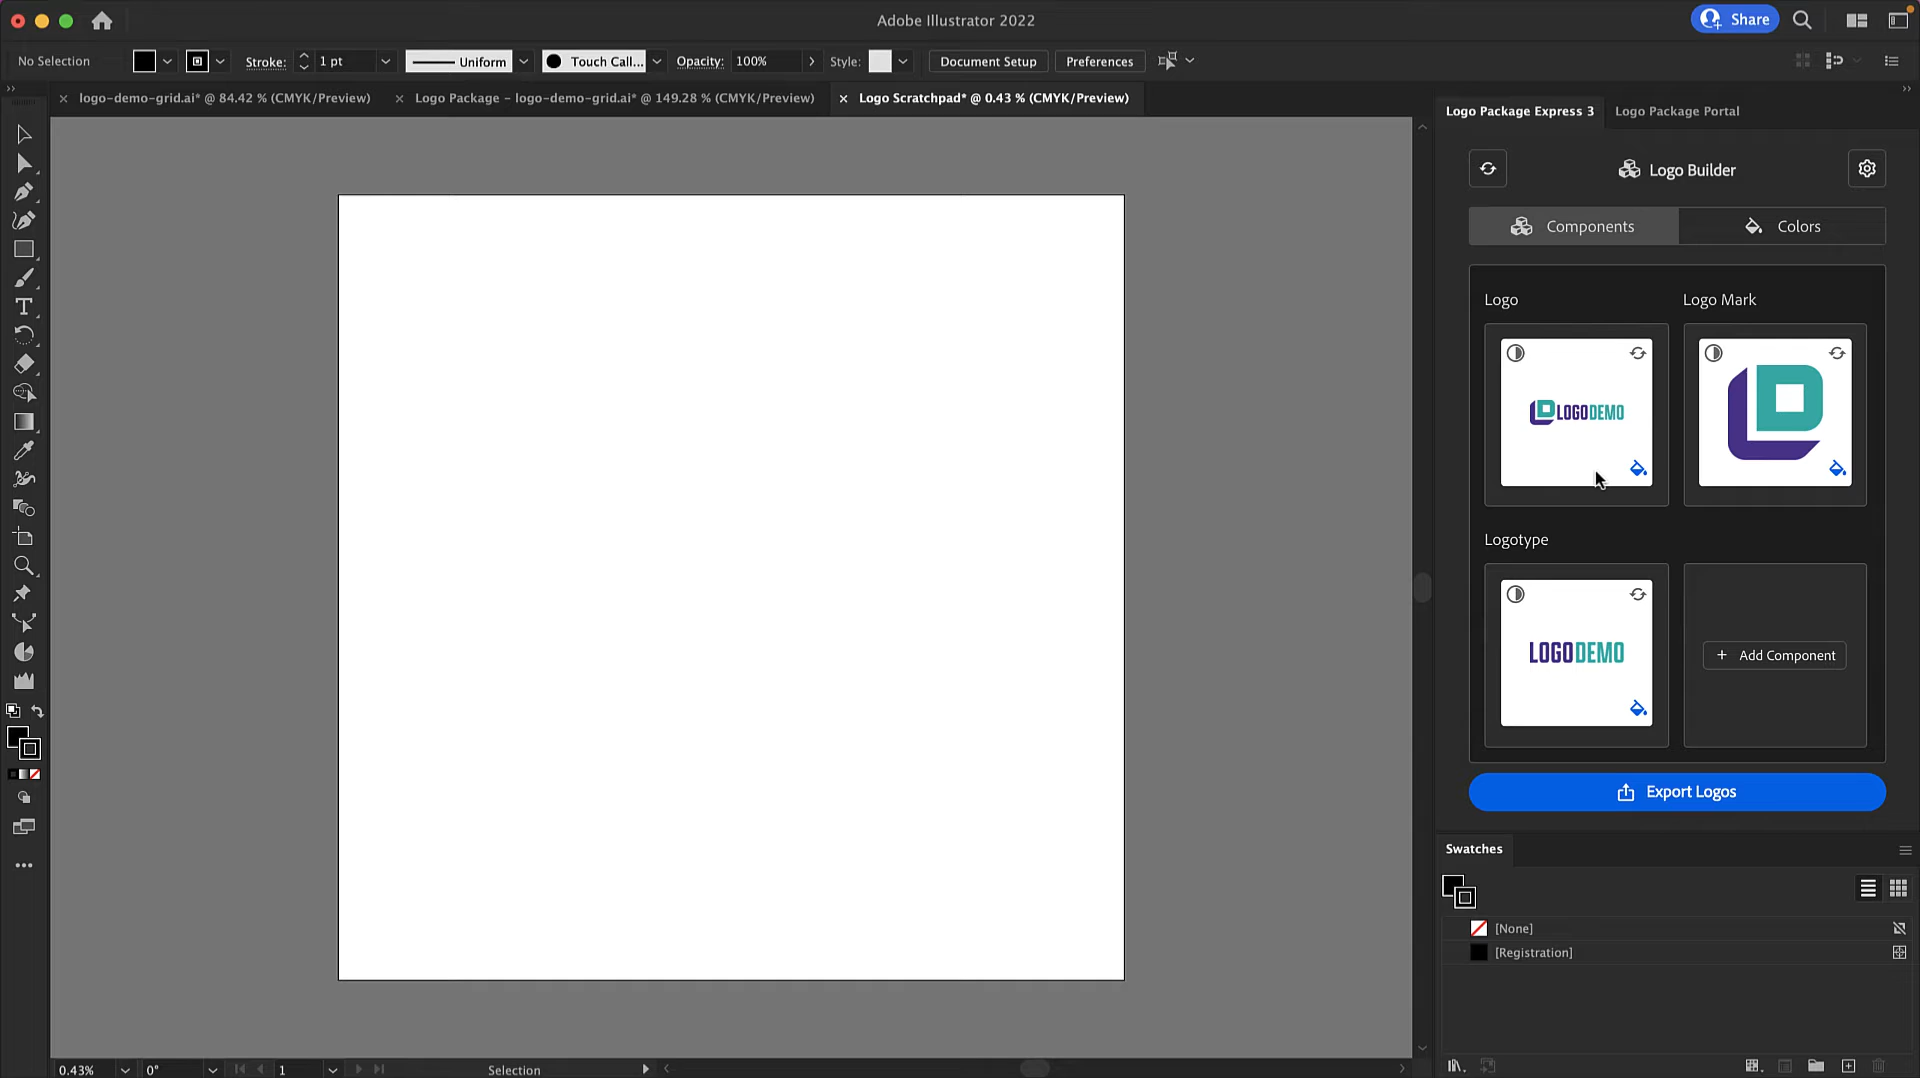 Adobe Illustrator 2022
Share
No Selection
Stroke:
1 pt
Uniform
Touch Call...
Opacity:
100%
Style:
Document Setup
Preferences
logo-demo-grid.ai* @ 84.42 % (CMYK/Preview)
Logo Package – logo-demo-grid.ai* @ 149.28 % (CMYK/Preview)
Logo Scratchpad* @ 0.43 % (CMYK/Preview)
Logo Package Express 3
Logo Package Portal
Logo Builder
Components
Colors
Logo
Logo Mark
LOGODEMO
Logotype
LOGODEMO
+ Add Component
Export Logos
Swatches
[None]
[Registration]
0.43%
0°
1
Selection